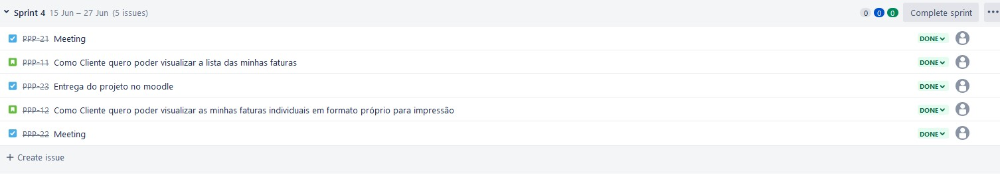 Sprint 4 15 Jun – 27 Jun (5 issues) 0 0 0 Complete sprint
PPP-21 Meeting DONE
PPP-11 Como Cliente quero poder visualizar a lista das minhas faturas DONE
PPP-23 Entrega do projeto no moodle DONE
PPP-12 Como Cliente quero poder visualizar as minhas faturas individuais em formato próprio para impressão DONE
PPP-22 Meeting DONE
+ Create issue